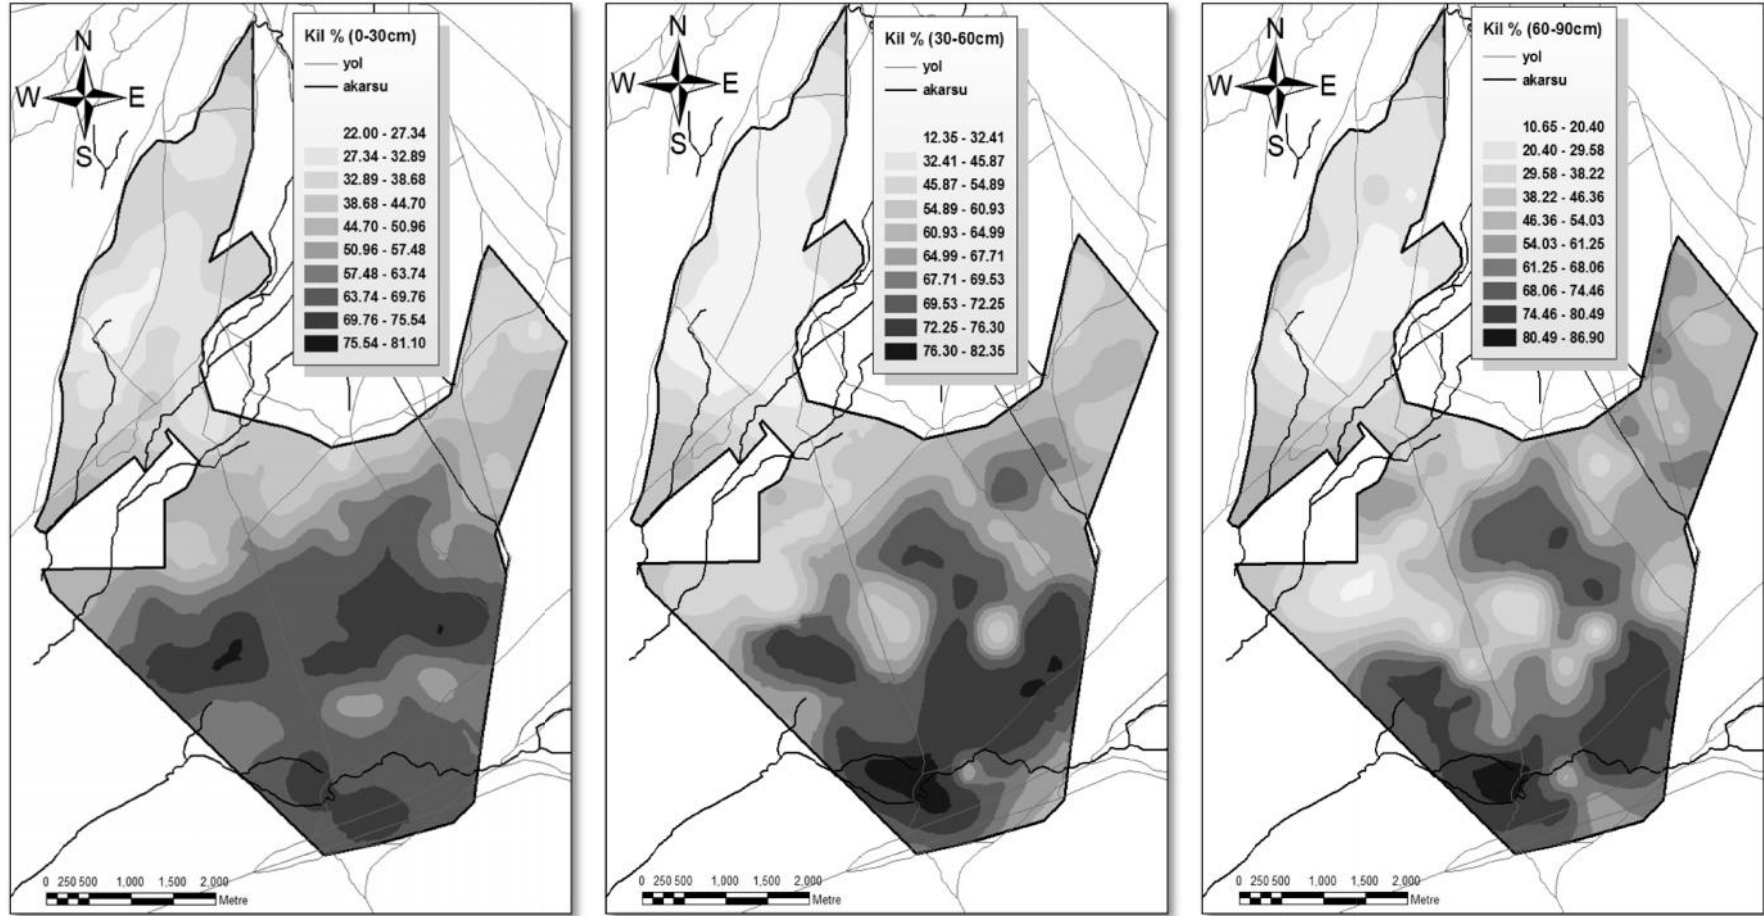 N
W E
S
Kil % (0-30cm)
yol
akarsu
22.00 - 27.34
27.34 - 32.89
32.89 - 38.68
38.68 - 44.70
44.70 - 50.96
50.96 - 57.48
57.48 - 63.74
63.74 - 69.76
69.76 - 75.54
75.54 - 81.10
0 250 500 1,000 1,500 2,000
Metre
N
W E
S
Kil % (30-60cm)
yol
akarsu
12.35 - 32.41
32.41 - 45.87
45.87 - 54.89
54.89 - 60.93
60.93 - 64.99
64.99 - 67.71
67.71 - 69.53
69.53 - 72.25
72.25 - 76.30
76.30 - 82.35
0 250 500 1,000 1,500 2,000
Metre
N
W E
S
Kil % (60-90cm)
yol
akarsu
10.65 - 20.40
20.40 - 29.58
29.58 - 38.22
38.22 - 46.36
46.36 - 54.03
54.03 - 61.25
61.25 - 68.06
68.06 - 74.46
74.46 - 80.49
80.49 - 86.90
0 250 500 1,000 1,500 2,000
Metre